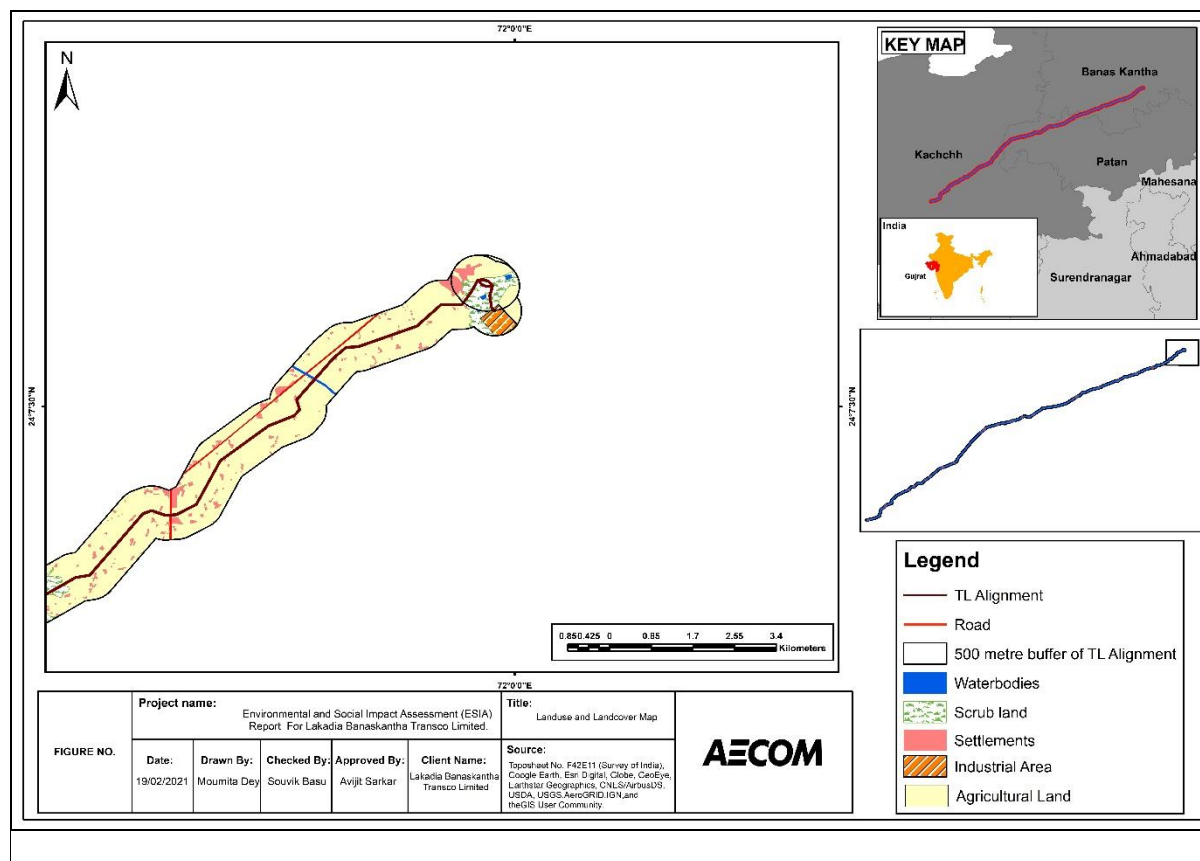 72°0'0"E
N
24°7'30"N
24°7'30"N
0.85 0.425 0 0.85 1.7 2.55 3.4
Kilometers
72°0'0"E
KEY MAP
Banas Kantha
Kachchh
Patan
Mahesana
Ahmadabad
Surendranagar
India
Gujrat
Legend
TL Alignment
Road
500 metre buffer of TL Alignment
Waterbodies
Scrub land
Settlements
Industrial Area
Agricultural Land
FIGURE NO.
Project name:
Environmental and Social Impact Assessment (ESIA)
Report For Lakadia Banaskantha Transco Limited.
Date:
19/02/2021
Drawn By:
Moumita Dey
Checked By:
Souvik Basu
Approved By:
Avijit Sarkar
Client Name:
Lakadia Banaskantha
Transco Limited
Title:
Landuse and Landcover Map
Source:
Toposheet No. F42E11 (Survey of India),
Google Earth, Esri Digital, Globe, GeoEye,
Earthstar Geographics, CNES/AirbusDS,
USDA, USGS,AeroGRID,IGN,and
theGIS User Community.
AECOM